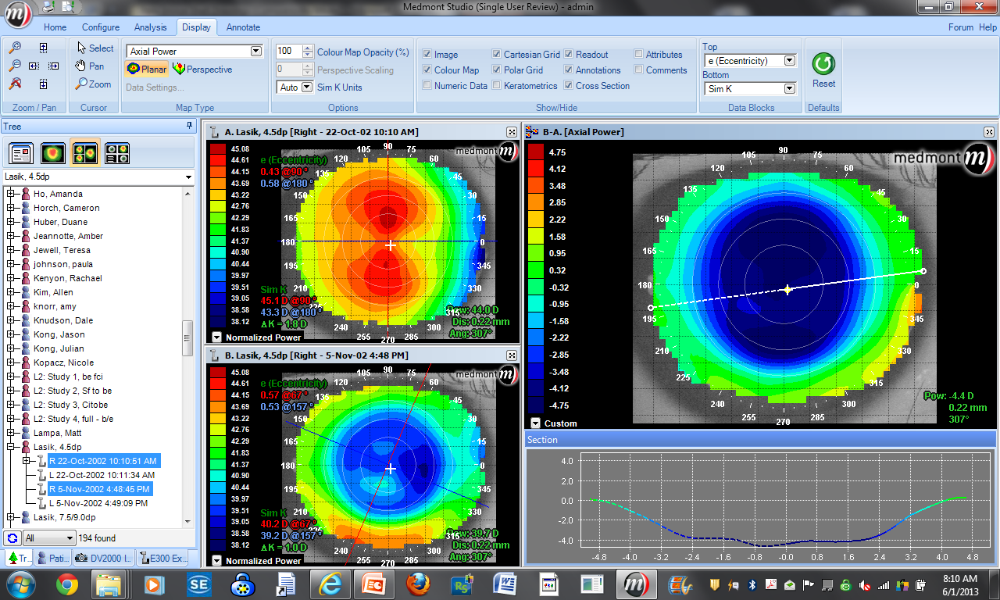 Medmont Studio (Single User Review) - admin
Home Configure Analysis Display Annotate Forum Help
Select
Pan
Zoom
Zoom / Pan
Cursor
Axial Power
Planar Perspective
Data Settings...
Map Type
100 Colour Map Opacity (%)
0 Perspective Scaling
Auto Sim K Units
Options
Image Cartesian Grid Readout Attributes
Colour Map Polar Grid Annotations Comments
Numeric Data Keratometrics Cross Section
Show/Hide
Top
e (Eccentricity)
Bottom
Sim K
Data Blocks
Reset
Defaults
Tree
Lasik, 4.5dp
Ho, Amanda
Horch, Cameron
Huber, Duane
Jeannotte, Amber
Jewell, Teresa
johnson, paula
Kenyon, Rachael
Kim, Allen
knorr, amy
Knudson, Dale
Kong, Jason
Kong, Julian
Kopacz, Nicole
L2: Study 1, be fci
L2: Study 2, Sf to be
L2: Study 3, Citobe
L2: Study 4, full - b/e
Lampa, Matt
Lasik, 4.5dp
R 22-Oct-2002 10:10:51 AM
L 22-Oct-2002 10:11:34 AM
R 5-Nov-2002 4:48:45 PM
L 5-Nov-2002 4:49:09 PM
Lasik, 7.5/9.0dp
All 194 found
Tr... Pati... DV2000 I... E300 Ex...
A. Lasik, 4.5dp [Right - 22-Oct-02 10:10 AM]
medmont
45.08
44.61
44.15
43.69
43.22
42.76
42.29
41.83
41.37
40.90
40.44
39.97
39.51
39.05
38.58
38.12
e (Eccentricity)
0.43 @90 °
0.58 @180 °
105 90 75
120 60
135 45
150 30
165 15
180 0
195 345
210 330
225 315
240 300
255 270 285
Sim K
45.1 D @90 °
43.3 D @180 °
ΔK = 1.8 D
Pow: 44.0 D
Dis: 0.22 mm
Ang: 307°
Normalized Power
B. Lasik, 4.5dp [Right - 5-Nov-02 4:48 PM]
medmont
45.08
44.61
44.15
43.69
43.22
42.76
42.29
41.83
41.37
40.90
40.44
39.97
39.51
39.05
38.58
38.12
e (Eccentricity)
0.57 @67 °
0.53 @157 °
105 90 75
120 60
135 45
150 30
165 15
180 0
195 345
210 330
225 315
240 300
255 270 285
Sim K
40.2 D @67 °
39.2 D @157 °
ΔK = 1.0 D
Pow: 39.7 D
Dis: 0.22 mm
Ang: 307°
Normalized Power
B-A. [Axial Power]
medmont
4.75
4.12
3.48
2.85
2.22
1.58
0.95
0.32
-0.32
-0.95
-1.58
-2.22
-2.85
-3.48
-4.12
-4.75
120 105 90 75 60
135 45
150 30
165 15
180 0
195 345
210 330
225 315
240 255 270 285 300
Pow: -4.4 D
0.22 mm
307°
Custom
Section
4.0
2.0
0.0
-2.0
-4.0
-4.8 -4.0 -3.2 -2.4 -1.6 -0.8 -0.0 0.8 1.6 2.4 3.2 4.0 4.8
SE
8:10 AM
6/1/2013